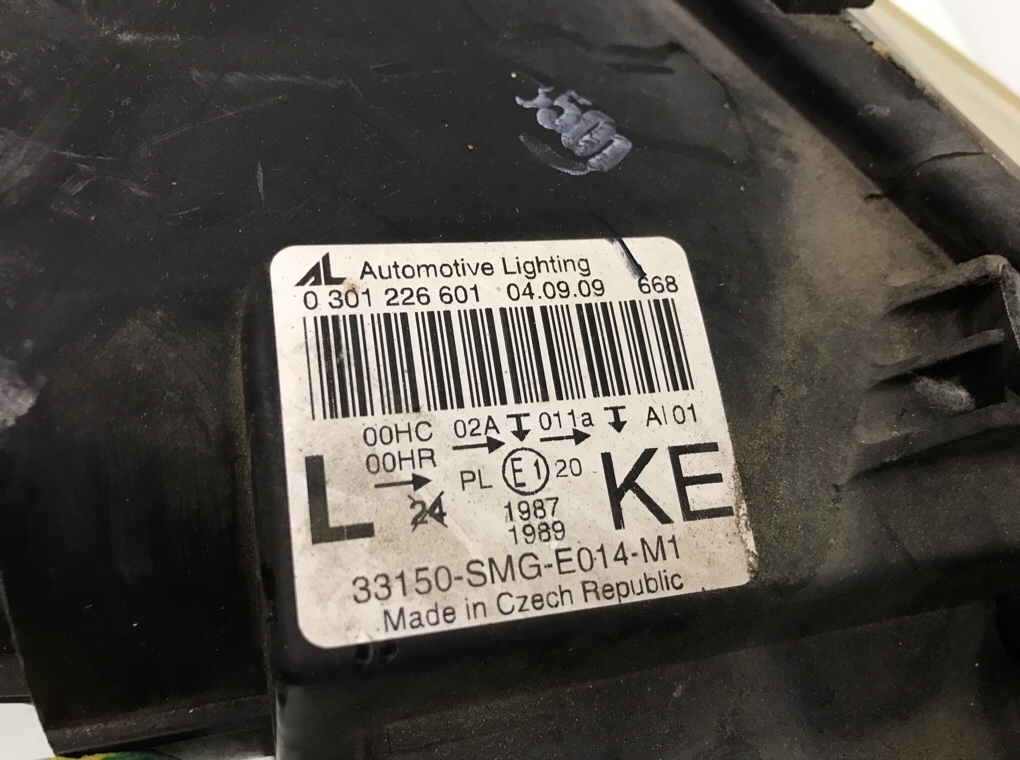 AL Automotive Lighting
0 301 226 601 04.09.09 668
00HC 02A 011a AI 01
00HR
L PL E1 20 KE
24 1987
1989
33150-SMG-E014-M1
Made in Czech Republic